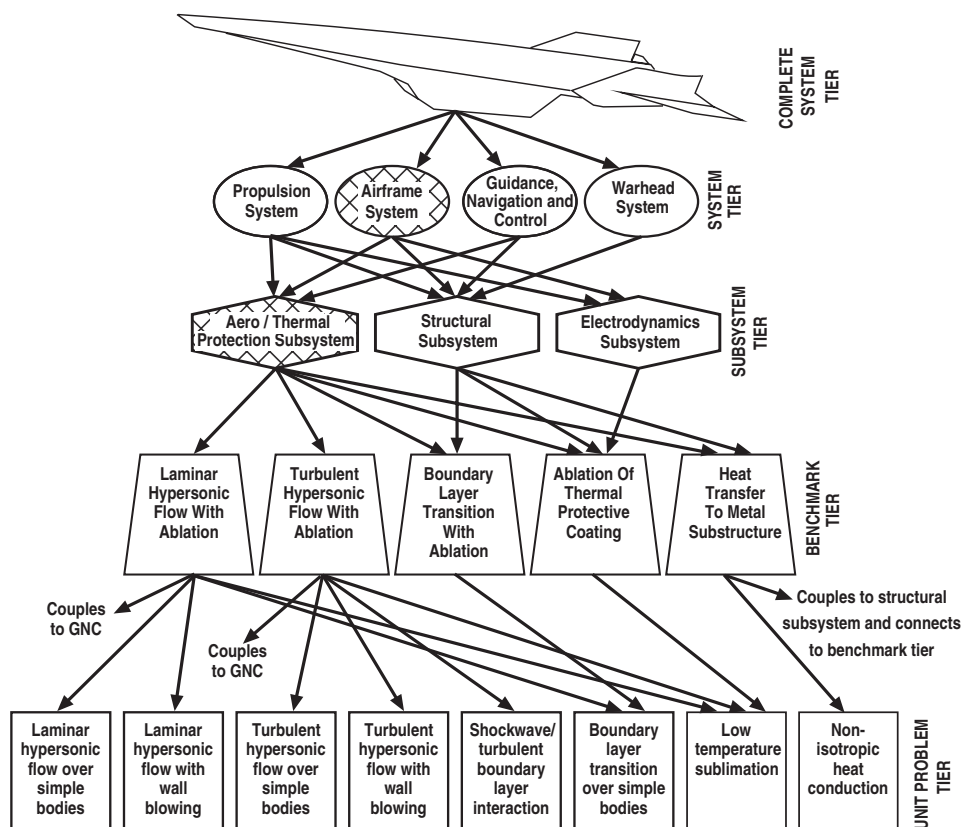 COMPLETE
SYSTEM
TIER
Propulsion
System
Airframe
System
Guidance,
Navigation and
Control
Warhead
System
SYSTEM
TIER
Aero / Thermal
Protection Subsystem
Structural
Subsystem
Electrodynamics
Subsystem
SUBSYSTEM
TIER
Laminar
Hypersonic
Flow With
Ablation
Turbulent
Hypersonic
Flow With
Ablation
Boundary
Layer
Transition
With
Ablation
Ablation Of
Thermal
Protective
Coating
Heat
Transfer
To Metal
Substructure
BENCHMARK
TIER
Couples
to GNC
Couples
to GNC
Couples to structural
subsystem and connects
to benchmark tier
Laminar
hypersonic
flow over
simple
bodies
Laminar
hypersonic
flow with
wall
blowing
Turbulent
hypersonic
flow over
simple
bodies
Turbulent
hypersonic
flow with
wall
blowing
Shockwave/
turbulent
boundary
layer
interaction
Boundary
layer
transition
over simple
bodies
Low
temperature
sublimation
Non-
isotropic
heat
conduction
UNIT PROBLEM
TIER